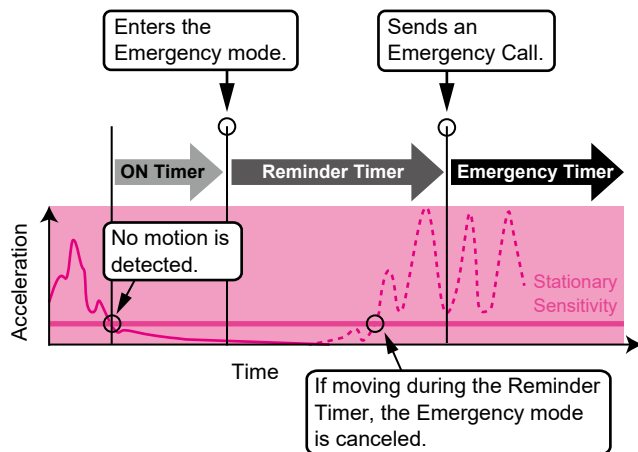 Enters the
Emergency mode.
Sends an
Emergency Call.
ON Timer
Reminder Timer
Emergency Timer
No motion is
detected.
Stationary
Sensitivity
Acceleration
Time
If moving during the Reminder
Timer, the Emergency mode
is canceled.